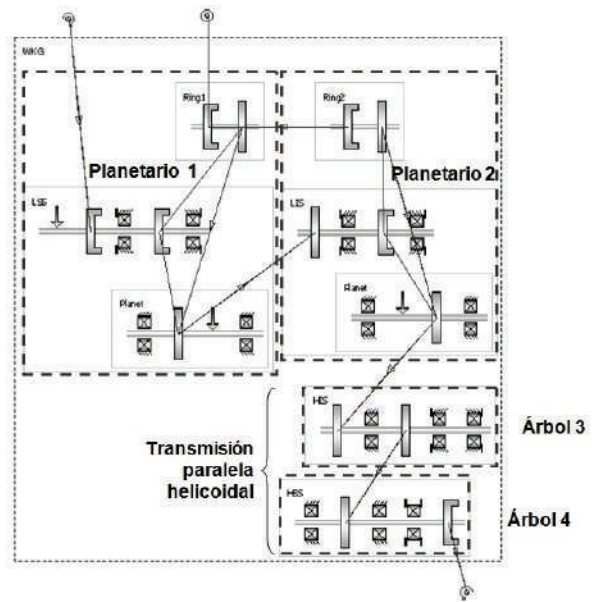 WKG
Ring1
Ring2
Planetario 1
Planetario 2
LSS
LIS
Planet
Planet
HIS
Árbol 3
Transmisión
paralela
helicoidal
HSS
Árbol 4